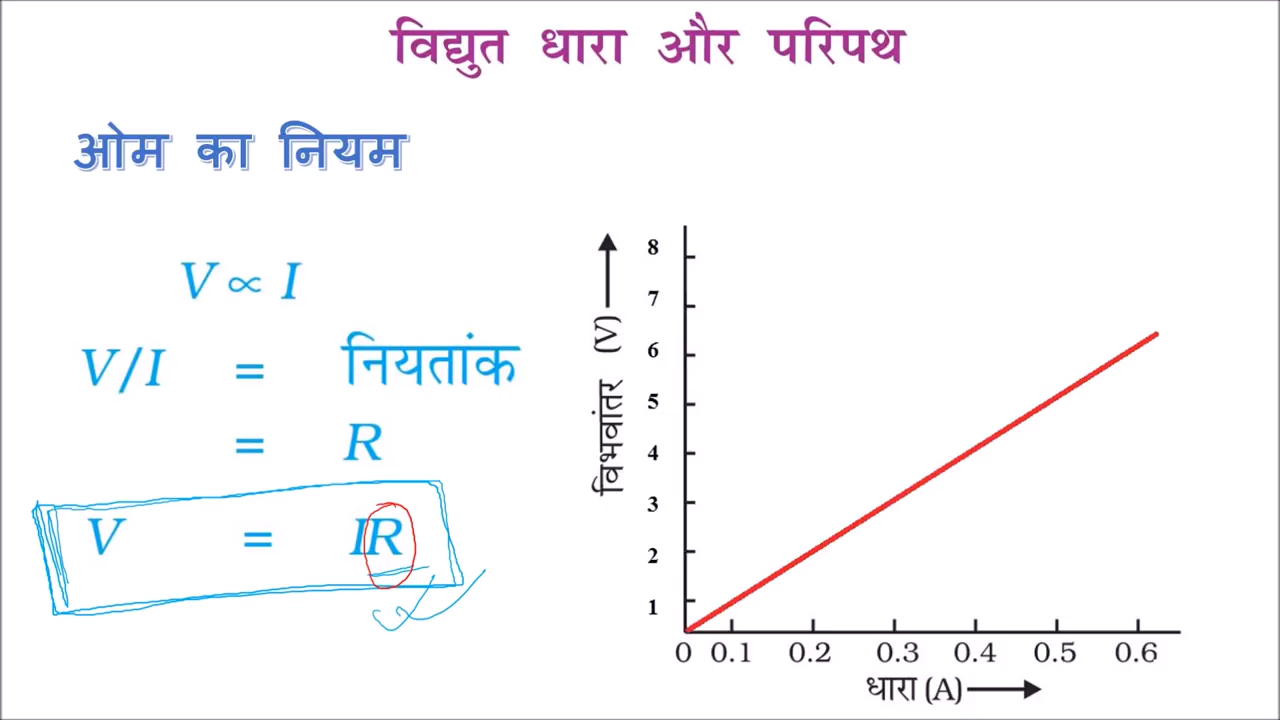 विद्युत धारा और परिपथ
ओम का नियम
V ∝ I
V/I = नियतांक
= R
V = IR
विभवांतर (V)
8
7
6
5
4
3
2
1
0 0.1 0.2 0.3 0.4 0.5 0.6
धारा (A)